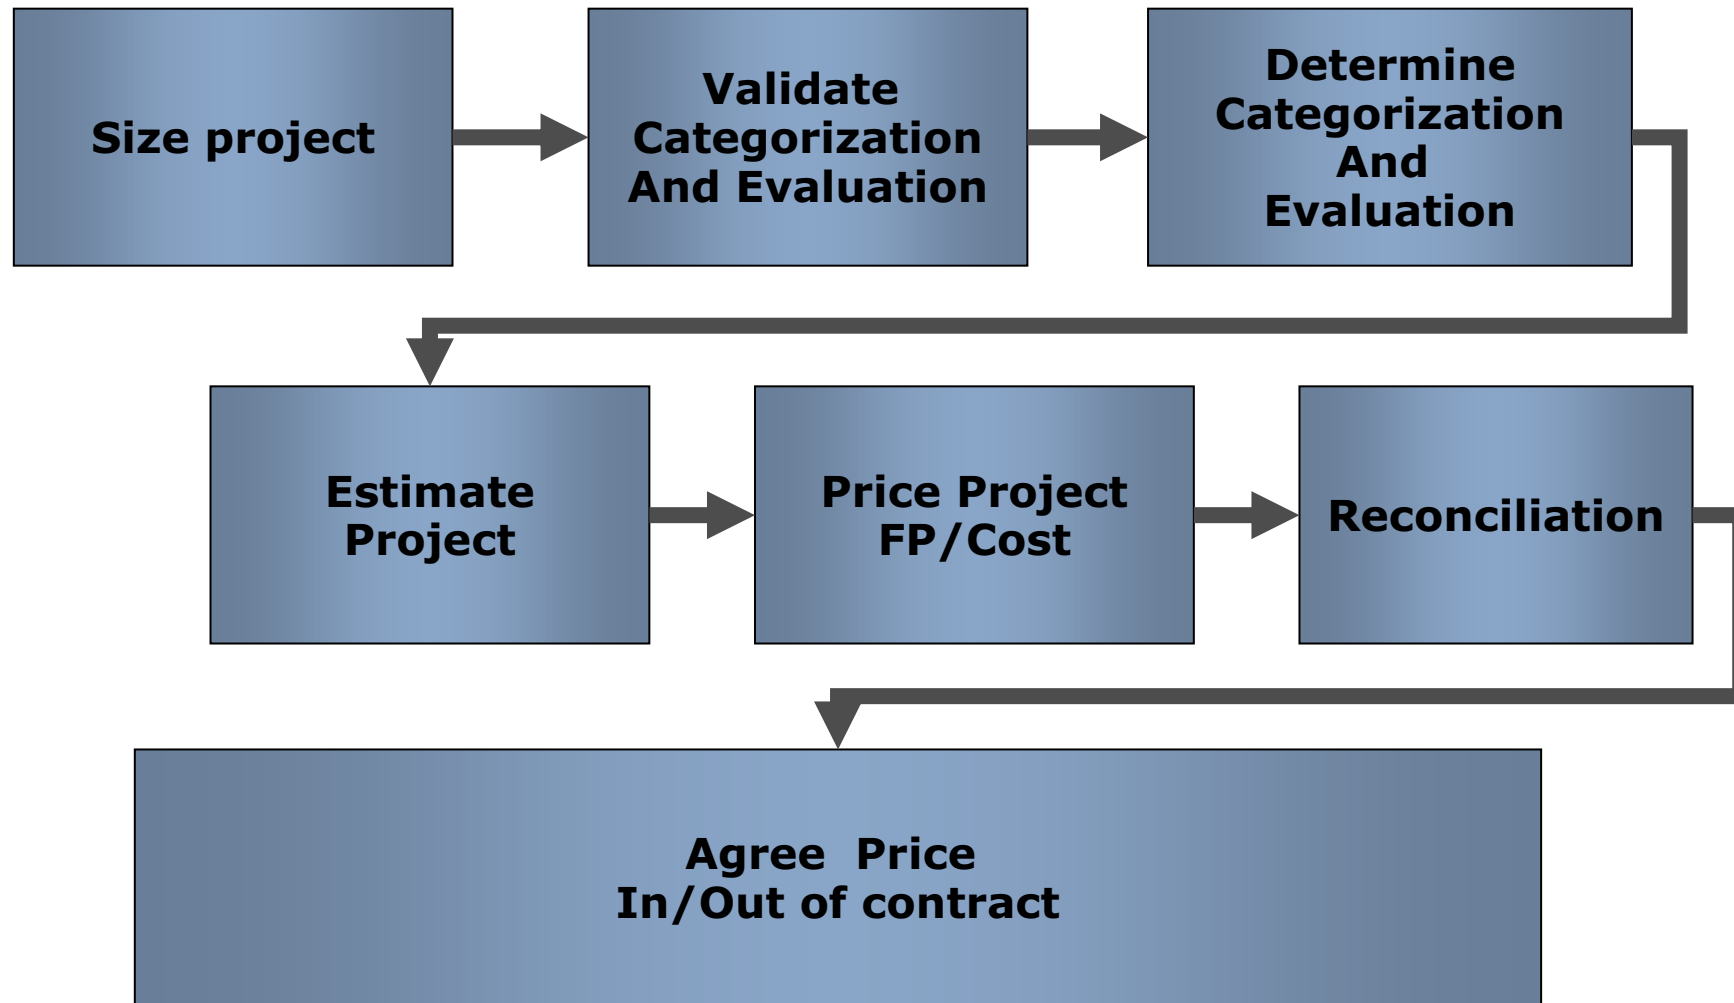 Size project
Validate
Categorization
And Evaluation
Determine
Categorization
And
Evaluation
Estimate
Project
Price Project
FP/Cost
Reconciliation
Agree  Price
In/Out of contract